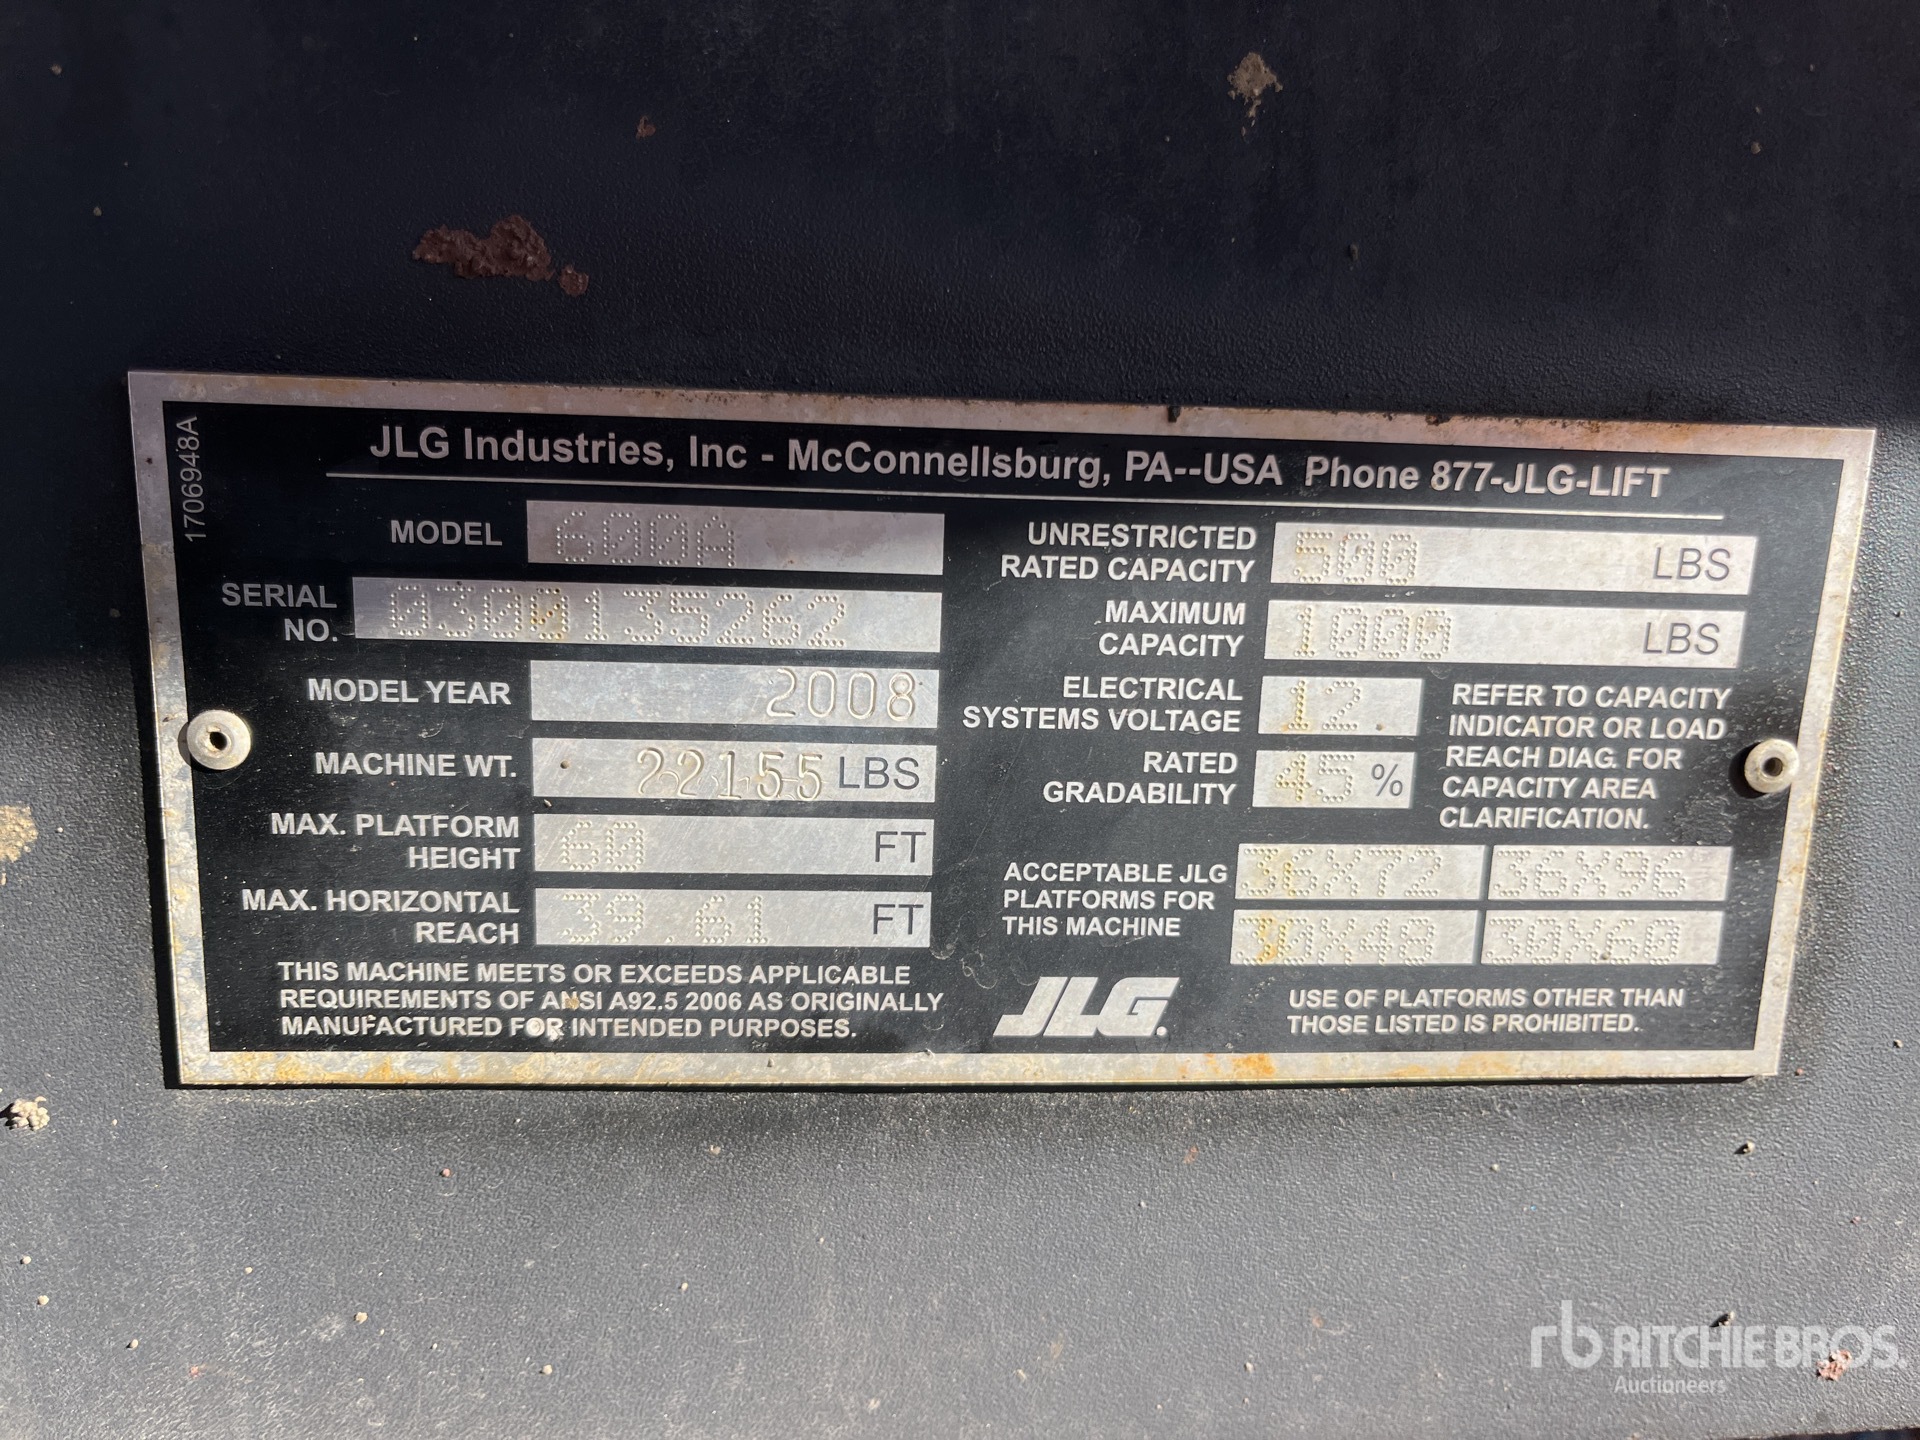 1706948A
JLG Industries, Inc - McConnellsburg, PA--USA Phone 877-JLG-LIFT
MODEL 600A
SERIAL NO. 0300135262
MODEL YEAR 2008
MACHINE WT. 22155 LBS
MAX. PLATFORM HEIGHT 60 FT
MAX. HORIZONTAL REACH 39.61 FT
THIS MACHINE MEETS OR EXCEEDS APPLICABLE
REQUIREMENTS OF ANSI A92.5 2006 AS ORIGINALLY
MANUFACTURED FOR INTENDED PURPOSES.
UNRESTRICTED RATED CAPACITY 500 LBS
MAXIMUM CAPACITY 1000 LBS
ELECTRICAL SYSTEMS VOLTAGE 12
RATED GRADABILITY 45 %
REFER TO CAPACITY
INDICATOR OR LOAD
REACH DIAG. FOR
CAPACITY AREA
CLARIFICATION.
ACCEPTABLE JLG
PLATFORMS FOR
THIS MACHINE
36X72 36X96
30X48 30X60
JLG®
USE OF PLATFORMS OTHER THAN
THOSE LISTED IS PROHIBITED.
rb RITCHIE BROS.
Auctioneers